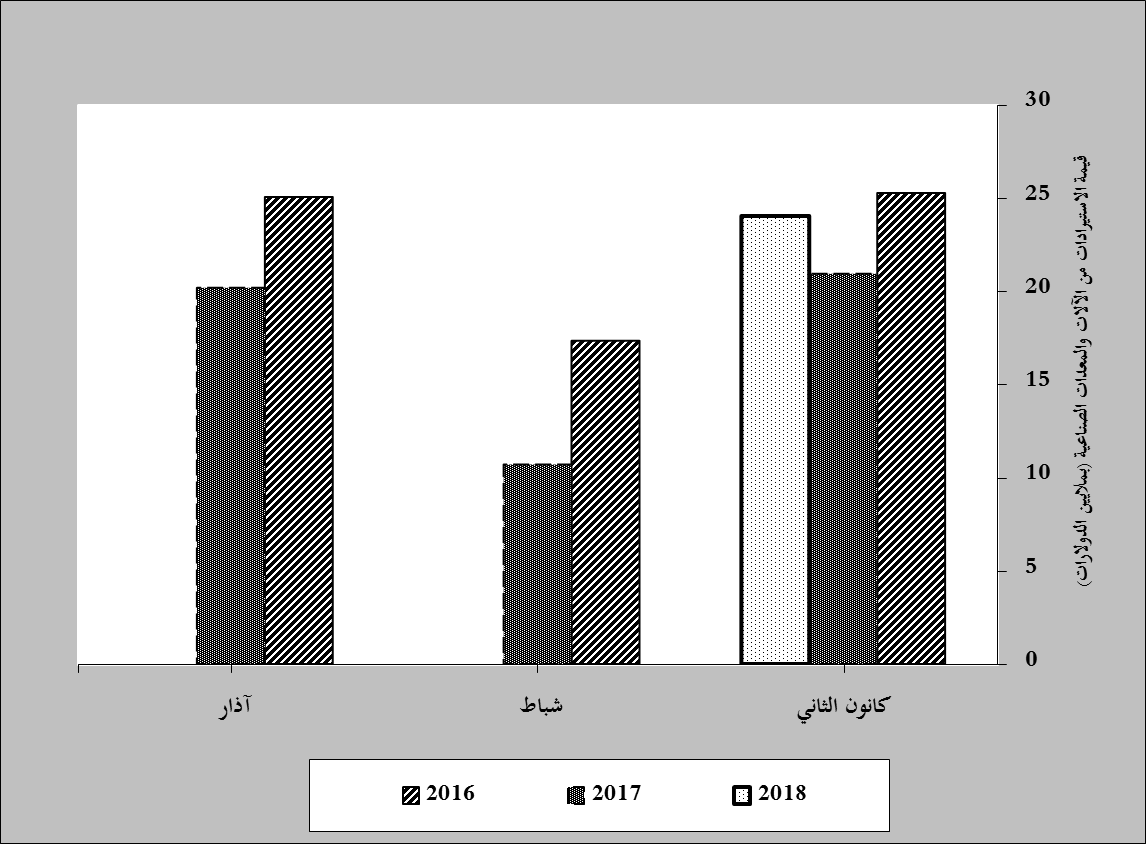 30
25
20
15
10
5
0
قيمة الاستيرادات من الآلات والمعدات الصناعية (بملايين الدولارات)
كانون الثاني
شباط
آذار
2016
2017
2018